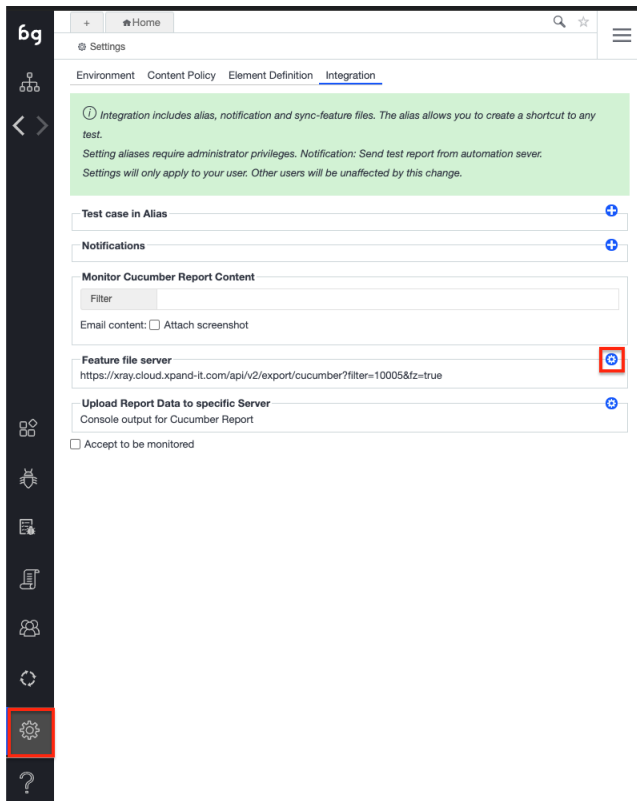 bg
+
Home
Settings
Environment Content Policy Element Definition Integration
Integration includes alias, notification and sync-feature files. The alias allows you to create a shortcut to any
test.
Setting aliases require administrator privileges. Notification: Send test report from automation sever.
Settings will only apply to your user. Other users will be unaffected by this change.
Test case in Alias
Notifications
Monitor Cucumber Report Content
Filter
Email content: Attach screenshot
Feature file server
https://xray.cloud.xpand-it.com/api/v2/export/cucumber?filter=10005&fz=true
Upload Report Data to specific Server
Console output for Cucumber Report
Accept to be monitored